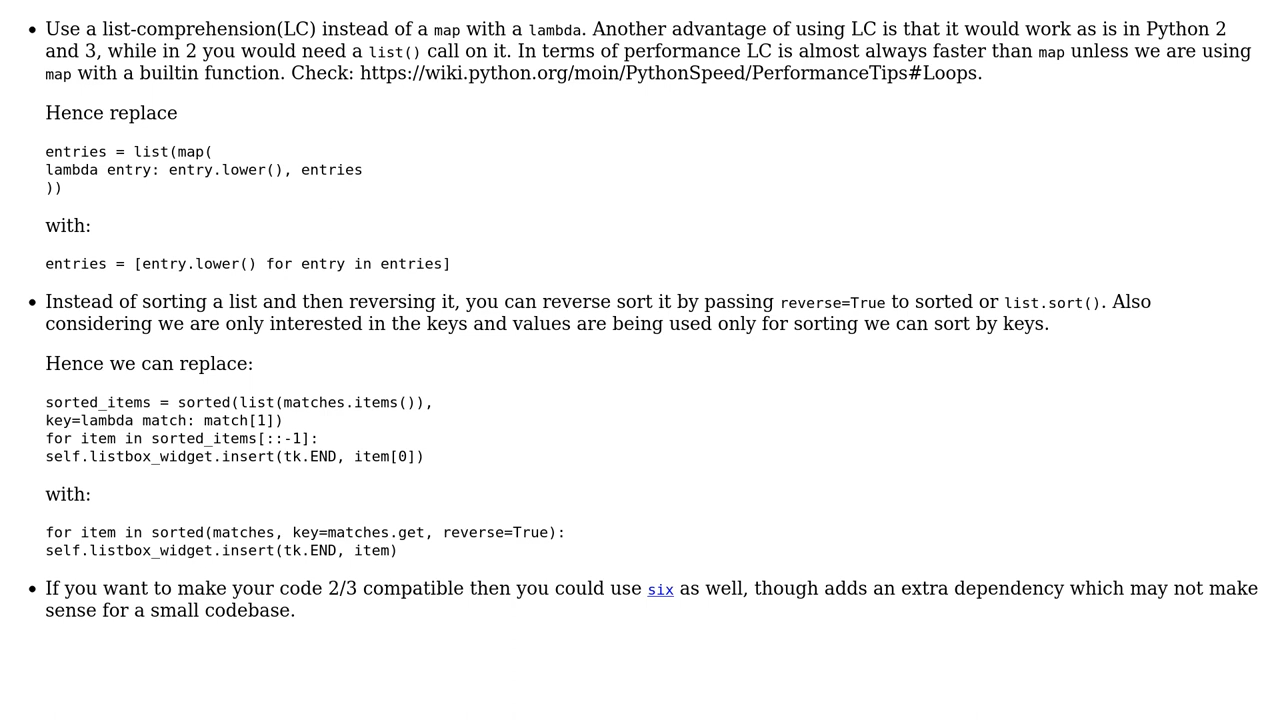 Use a list-comprehension(LC) instead of a map with a lambda. Another advantage of using LC is that it would work as is in Python 2
and 3, while in 2 you would need a list() call on it. In terms of performance LC is almost always faster than map unless we are using
map with a builtin function. Check: https://wiki.python.org/moin/PythonSpeed/PerformanceTips#Loops.
Hence replace
entries = list(map(
lambda entry: entry.lower(), entries
))
with:
entries = [entry.lower() for entry in entries]
Instead of sorting a list and then reversing it, you can reverse sort it by passing reverse=True to sorted or list.sort(). Also
considering we are only interested in the keys and values are being used only for sorting we can sort by keys.
Hence we can replace:
sorted_items = sorted(list(matches.items()),
key=lambda match: match[1])
for item in sorted_items[::-1]:
self.listbox_widget.insert(tk.END, item[0])
with:
for item in sorted(matches, key=matches.get, reverse=True):
self.listbox_widget.insert(tk.END, item)
If you want to make your code 2/3 compatible then you could use six as well, though adds an extra dependency which may not make
sense for a small codebase.